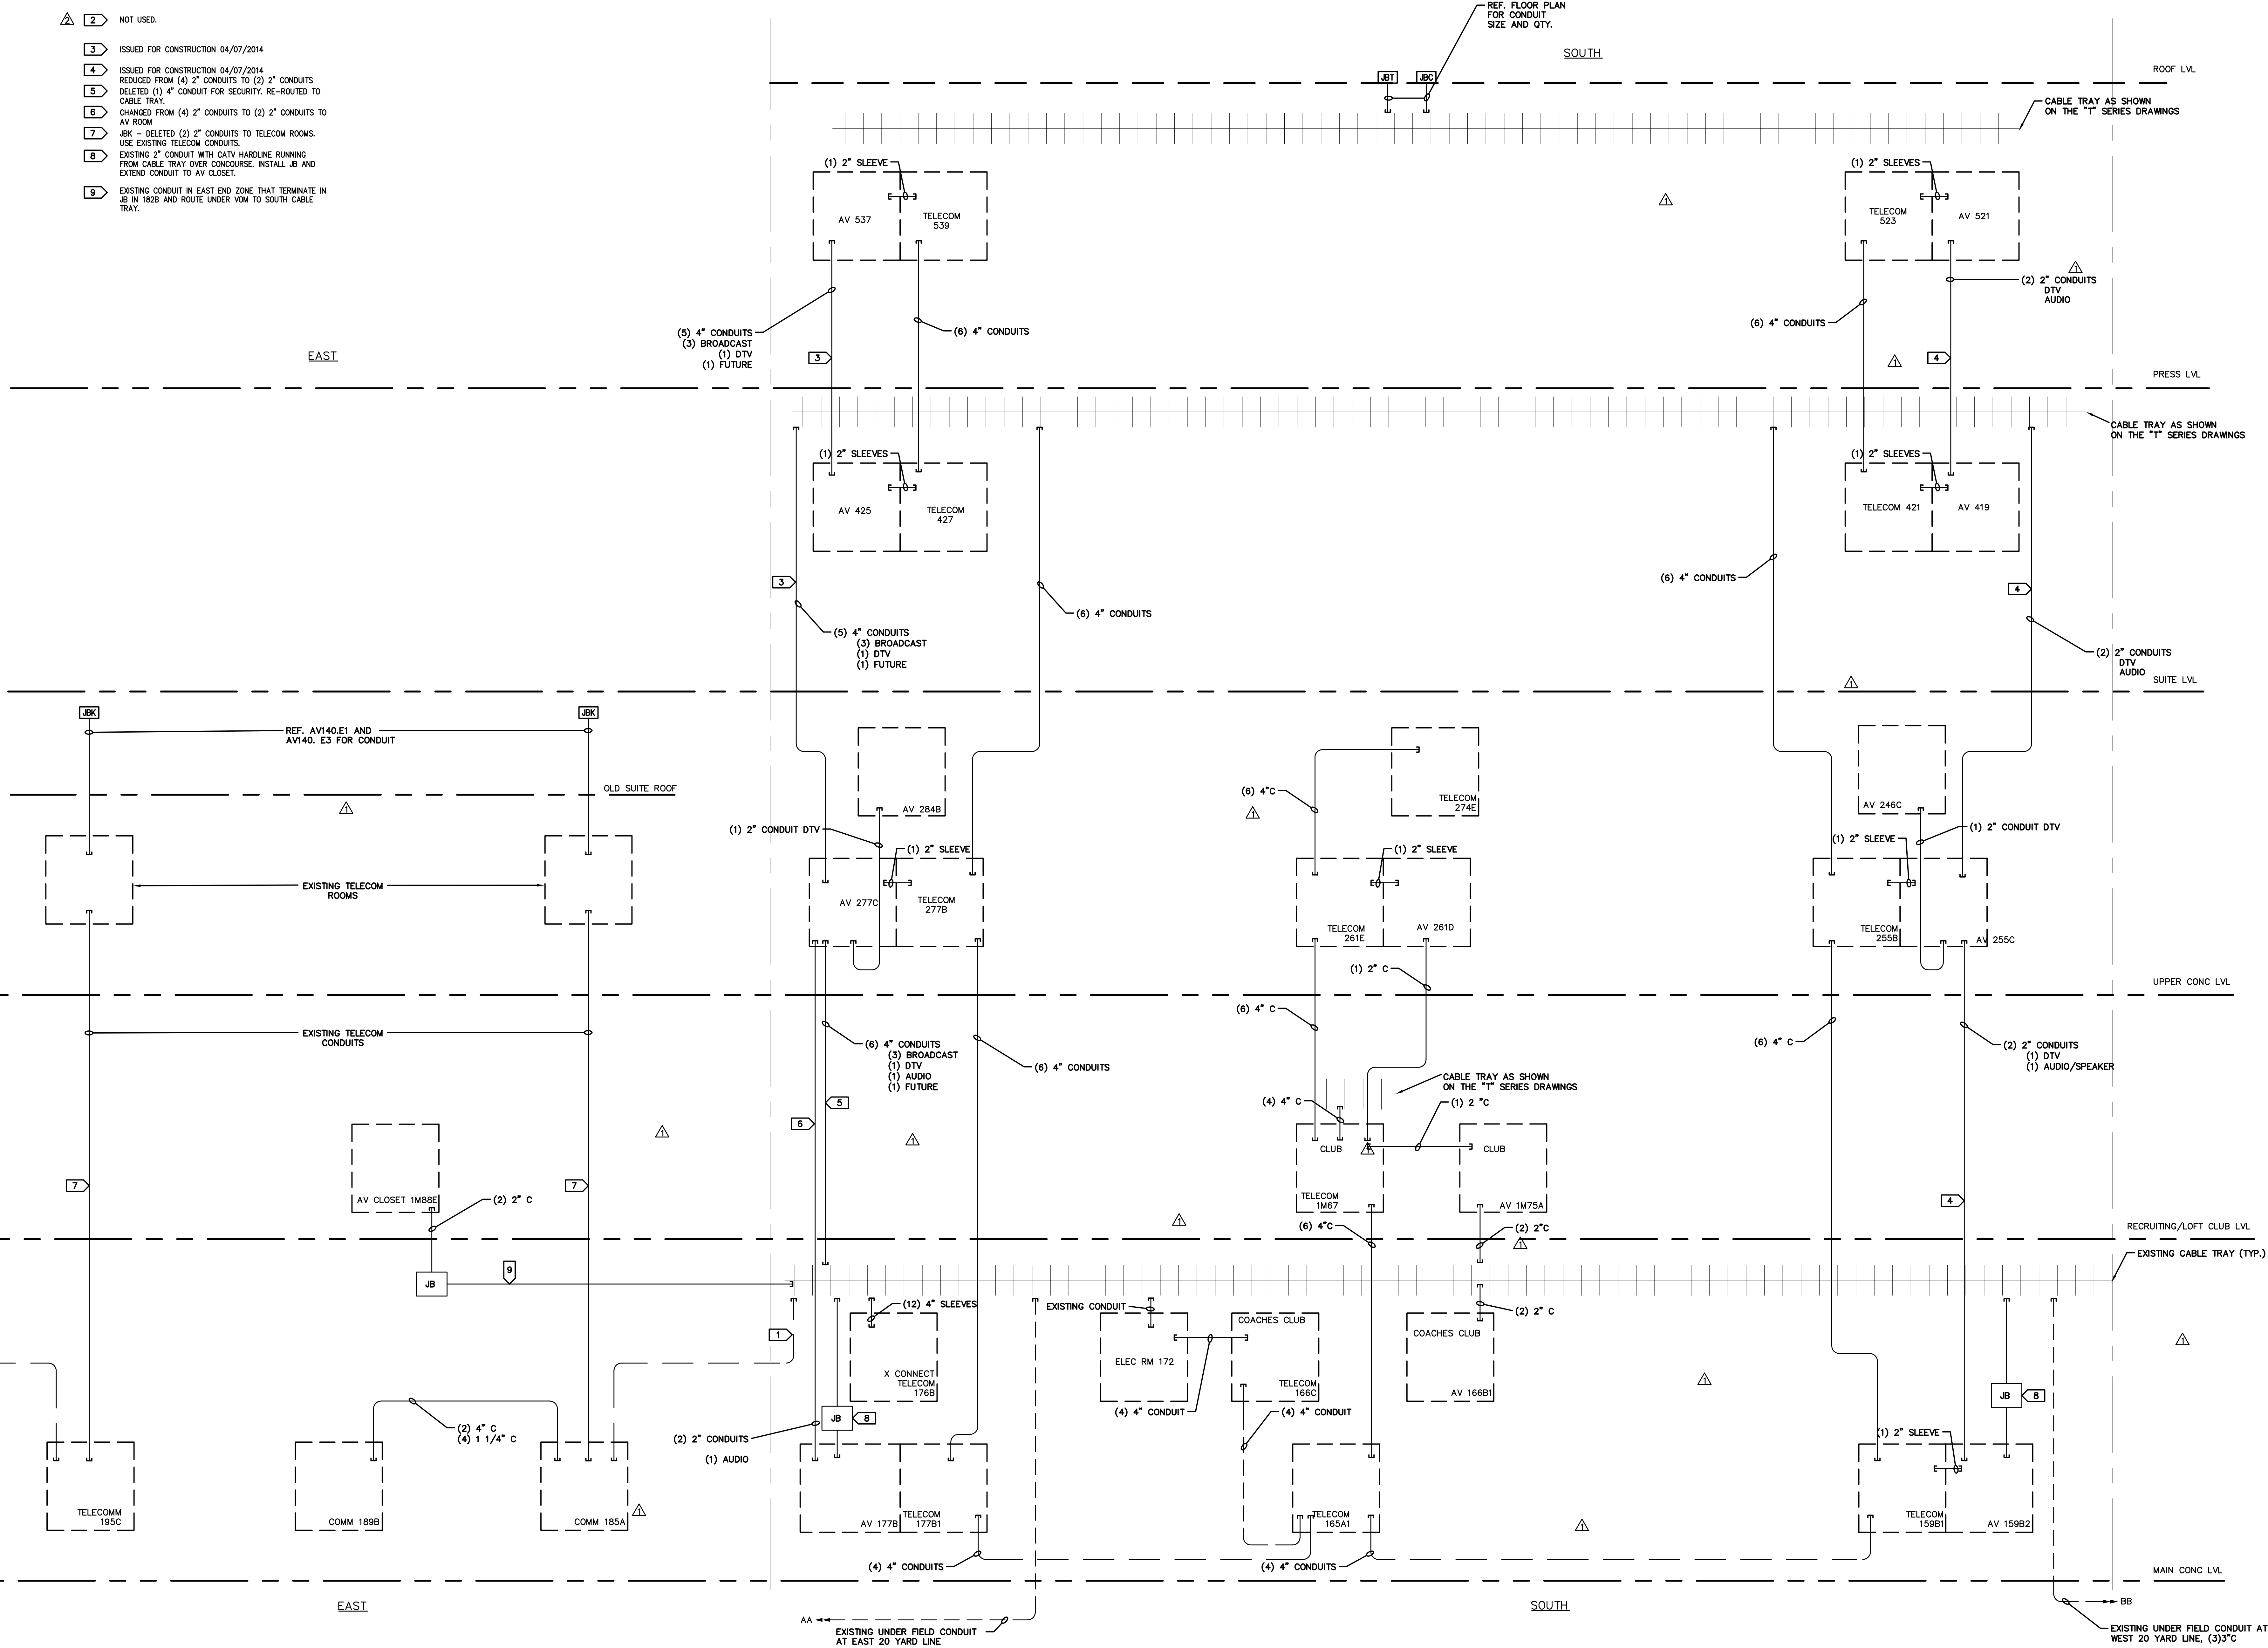 2 2 NOT USED.
3 ISSUED FOR CONSTRUCTION 04/07/2014
4 ISSUED FOR CONSTRUCTION 04/07/2014
REDUCED FROM (4) 2" CONDUITS TO (2) 2" CONDUITS
5 DELETED (1) 4" CONDUIT FOR SECURITY. RE-ROUTED TO
CABLE TRAY.
6 CHANGED FROM (4) 2" CONDUITS TO (2) 2" CONDUITS TO
AV ROOM
7 JBK - DELETED (2) 2" CONDUITS TO TELECOM ROOMS.
USE EXISTING TELECOM CONDUITS.
8 EXISTING 2" CONDUIT WITH CATV HARDLINE RUNNING
FROM CABLE TRAY OVER CONCOURSE. INSTALL JB AND
EXTEND CONDUIT TO AV CLOSET.
9 EXISTING CONDUIT IN EAST END ZONE THAT TERMINATE IN
JB IN 182B AND ROUTE UNDER VOM TO SOUTH CABLE
TRAY.
REF. FLOOR PLAN
FOR CONDUIT
SIZE AND QTY.
SOUTH
ROOF LVL
JBT
JBC
CABLE TRAY AS SHOWN
ON THE "T" SERIES DRAWINGS
(1) 2" SLEEVE
AV 537
TELECOM
539
1
(1) 2" SLEEVES
TELECOM
523
AV 521
1
(2) 2" CONDUITS
DTV
AUDIO
(5) 4" CONDUITS
(3) BROADCAST
(1) DTV
(1) FUTURE
3
(6) 4" CONDUITS
(6) 4" CONDUITS
1
4
EAST
PRESS LVL
CABLE TRAY AS SHOWN
ON THE "T" SERIES DRAWINGS
(1) 2" SLEEVES
AV 425
TELECOM
427
(1) 2" SLEEVES
TELECOM 421
AV 419
3
(5) 4" CONDUITS
(3) BROADCAST
(1) DTV
(1) FUTURE
(6) 4" CONDUITS
(6) 4" CONDUITS
4
(2) 2" CONDUITS
DTV
AUDIO
1
SUITE LVL
JBK
JBK
REF. AV140.E1 AND
AV140. E3 FOR CONDUIT
OLD SUITE ROOF
1
AV 284B
(1) 2" CONDUIT DTV
(1) 2" SLEEVE
(6) 4"C
1
TELECOM
274E
(1) 2" SLEEVE
AV 246C
(1) 2" CONDUIT DTV
(1) 2" SLEEVE
EXISTING TELECOM
ROOMS
AV 277C
TELECOM
277B
TELECOM
261E
AV 261D
TELECOM
255B
AV 255C
(1) 2" C
UPPER CONC LVL
EXISTING TELECOM
CONDUITS
(6) 4" CONDUITS
(3) BROADCAST
(1) DTV
(1) AUDIO
(1) FUTURE
(6) 4" CONDUITS
(6) 4" C
(6) 4" C
(2) 2" CONDUITS
(1) DTV
(1) AUDIO/SPEAKER
CABLE TRAY AS SHOWN
ON THE "T" SERIES DRAWINGS
(4) 4" C
(1) 2 "C
5
6
1
1
CLUB
1
TELECOM
1M67
CLUB
AV 1M75A
7
7
AV CLOSET 1M88E
(2) 2" C
4
1
(6) 4"C
(2) 2"C
1
RECRUITING/LOFT CLUB LVL
EXISTING CABLE TRAY (TYP.)
JB
9
(12) 4" SLEEVES
EXISTING CONDUIT
(2) 2" C
1
X CONNECT
TELECOM
176B
ELEC RM 172
COACHES CLUB
TELECOM
166C
COACHES CLUB
AV 166B1
1
1
JB
8
(4) 4" CONDUIT
(4) 4" CONDUIT
JB
8
(2) 4" C
(4) 1 1/4" C
(2) 2" CONDUITS
(1) AUDIO
(1) 2" SLEEVE
TELECOMM
195C
COMM 189B
COMM 185A
1
AV 177B
TELECOM
177B1
TELECOM
165A1
1
TELECOM
159B1
AV 159B2
(4) 4" CONDUITS
(4) 4" CONDUITS
MAIN CONC LVL
EAST
SOUTH
AA
EXISTING UNDER FIELD CONDUIT
AT EAST 20 YARD LINE
BB
EXISTING UNDER FIELD CONDUIT AT
WEST 20 YARD LINE, (3)3"C